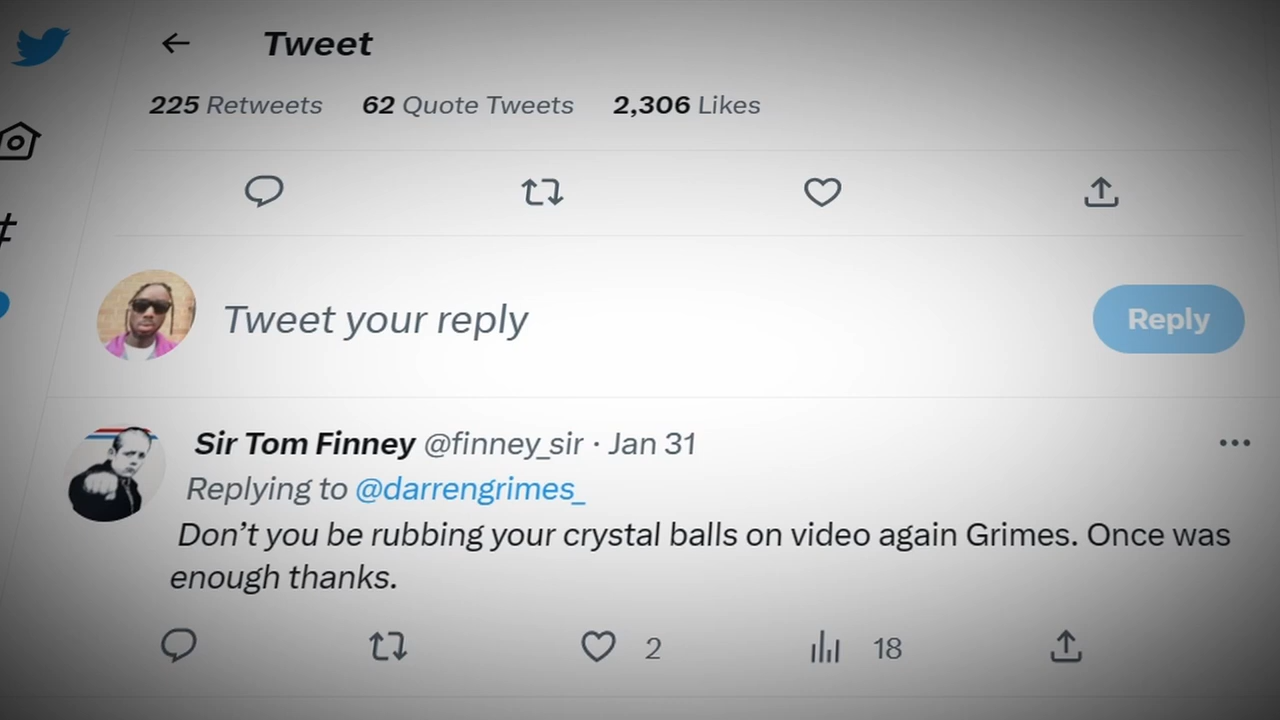 Tweet
225 Retweets 62 Quote Tweets 2,306 Likes
Tweet your reply
Reply
Sir Tom Finney @finney_sir · Jan 31
Replying to @darrengrimes_
Don’t you be rubbing your crystal balls on video again Grimes. Once was
enough thanks.
2 18